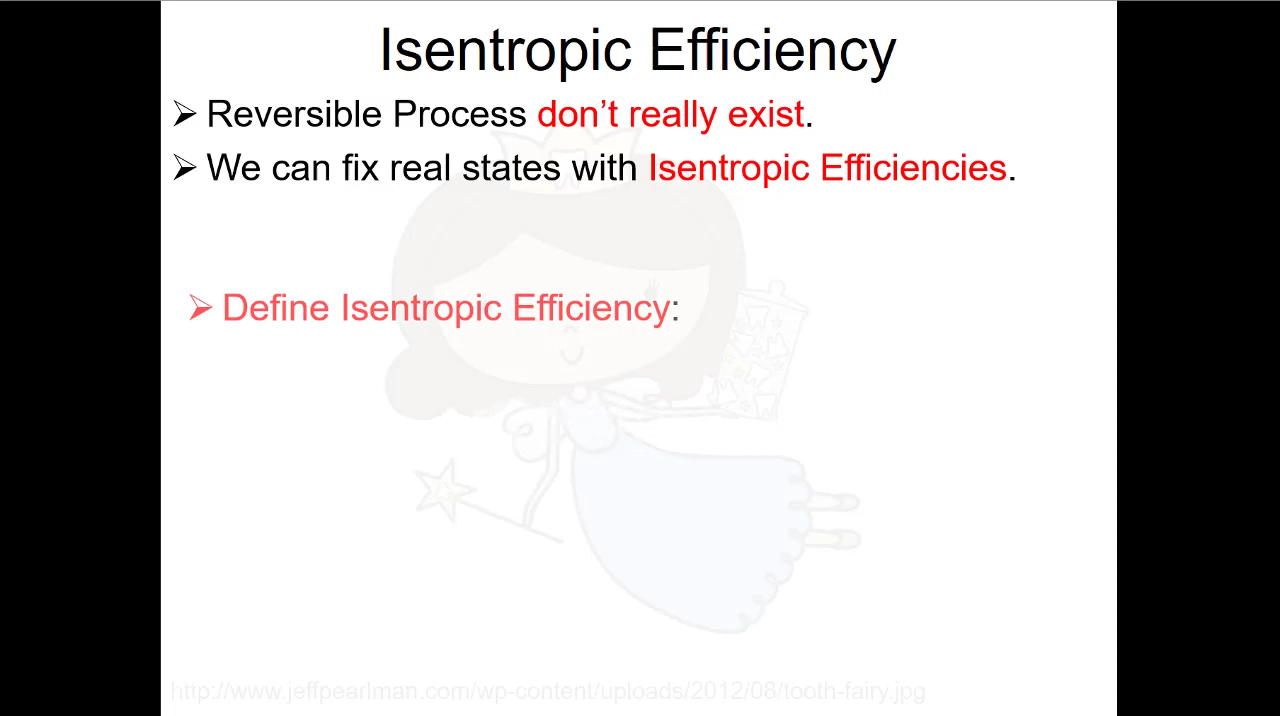 Isentropic Efficiency
➢ Reversible Process don’t really exist.
➢ We can fix real states with Isentropic Efficiencies.
➢ Define Isentropic Efficiency:
http://www.jeffpearlman.com/wp-content/uploads/2012/08/tooth-fairy.jpg